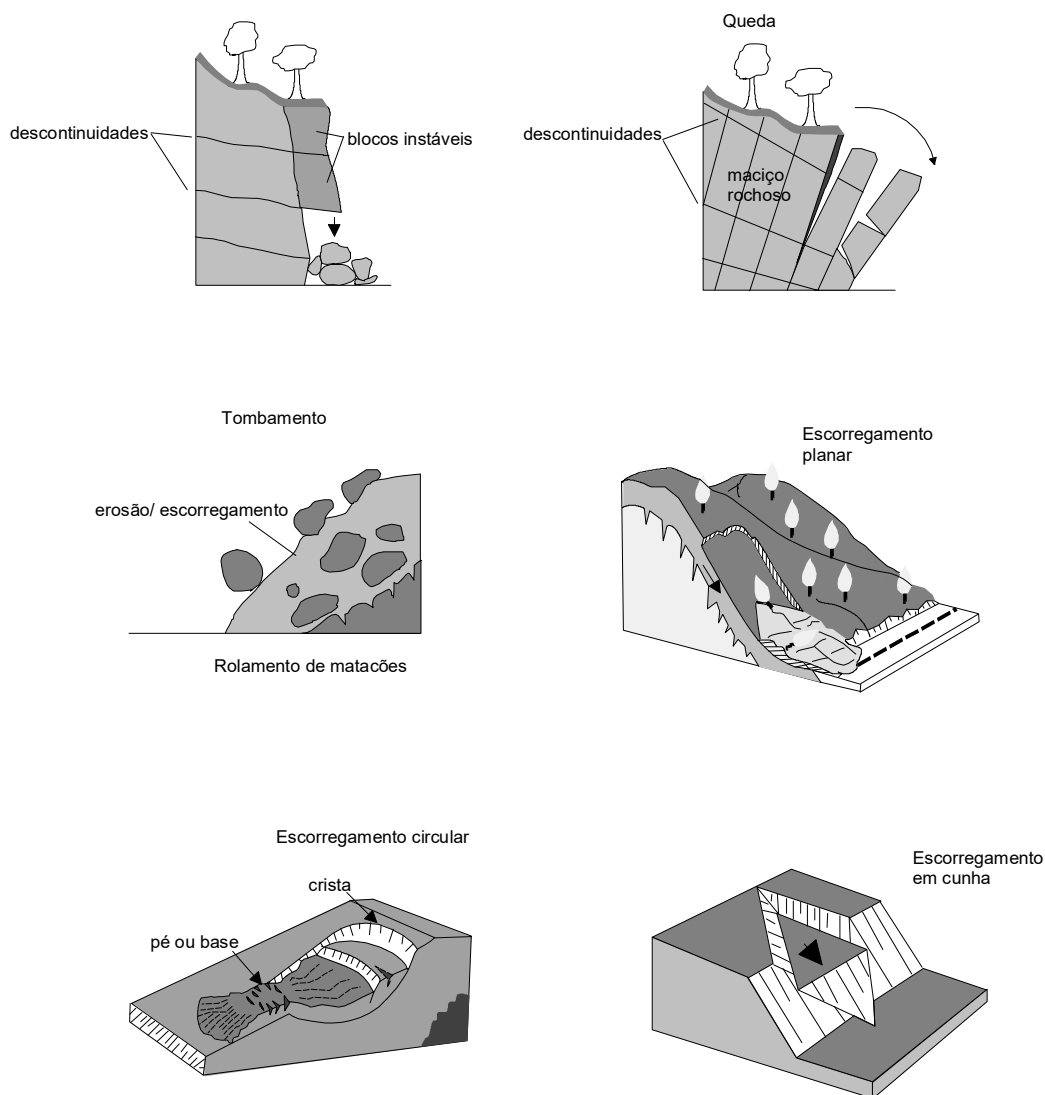 Queda
descontinuidades
blocos instáveis
descontinuidades
maciço
rochoso
Tombamento
erosão/ escorregamento
Rolamento de matacões
Escorregamento
planar
Escorregamento circular
crista
pé ou base
Escorregamento
em cunha